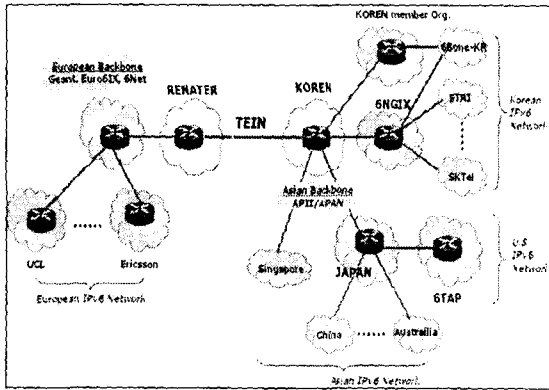 KOREN member Org.
European Backbone
Geant, Euro6IX, 6Net
RENATER
TEIN
KOREN
6NGIX
6Bone-KR
ETRI
SKTel
Korean
IPv6
Network
Asian Backbone
APII/APAN
UCL
......
Ericsson
European IPv6 Network
Singapore
JAPAN
6TAP
U.S
IPv6
Network
China
......
Austrailia
Asian IPv6 Network